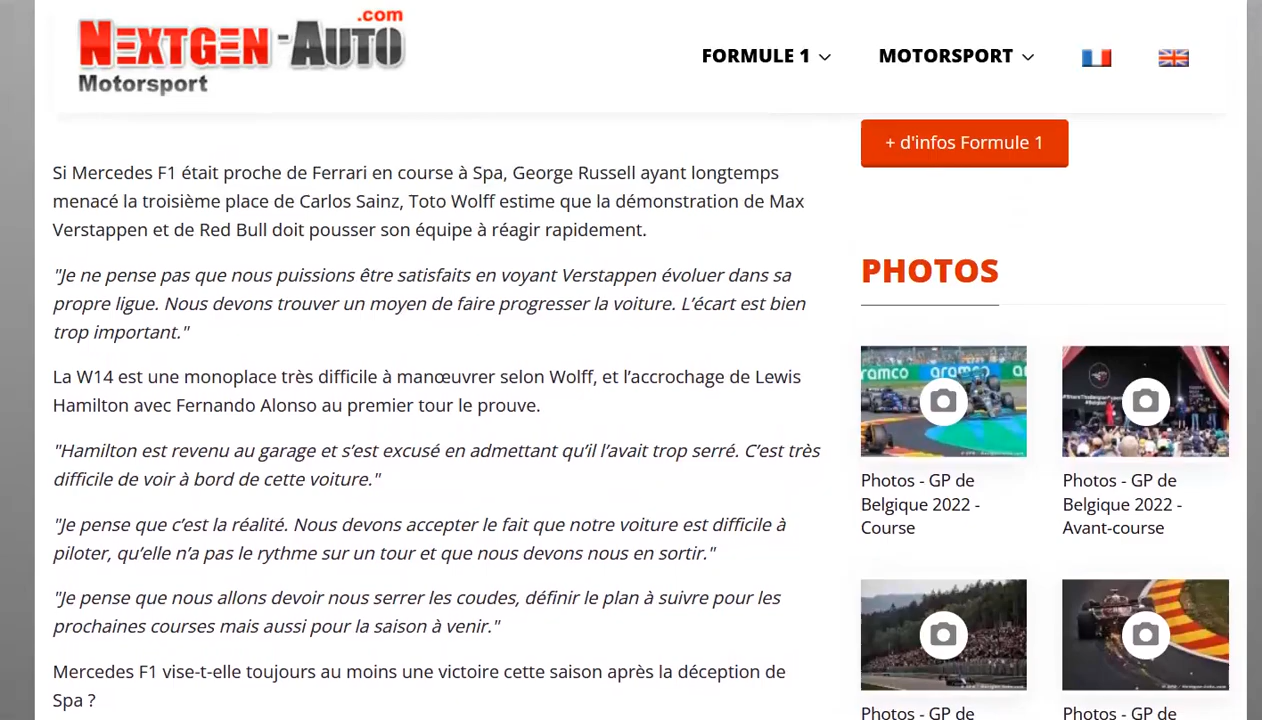 .com
NEXTGEN-AUTO
Motorsport
FORMULE 1
MOTORSPORT
Si Mercedes F1 était proche de Ferrari en course à Spa, George Russell ayant longtemps
menacé la troisième place de Carlos Sainz, Toto Wolff estime que la démonstration de Max
Verstappen et de Red Bull doit pousser son équipe à réagir rapidement.
"Je ne pense pas que nous puissions être satisfaits en voyant Verstappen évoluer dans sa
propre ligue. Nous devons trouver un moyen de faire progresser la voiture. L’écart est bien
trop important."
La W14 est une monoplace très difficile à manœuvrer selon Wolff, et l’accrochage de Lewis
Hamilton avec Fernando Alonso au premier tour le prouve.
"Hamilton est revenu au garage et s’est excusé en admettant qu’il l’avait trop serré. C’est très
difficile de voir à bord de cette voiture."
"Je pense que c’est la réalité. Nous devons accepter le fait que notre voiture est difficile à
piloter, qu’elle n’a pas le rythme sur un tour et que nous devons nous en sortir."
"Je pense que nous allons devoir nous serrer les coudes, définir le plan à suivre pour les
prochaines courses mais aussi pour la saison à venir."
Mercedes F1 vise-t-elle toujours au moins une victoire cette saison après la déception de
Spa ?
+ d'infos Formule 1
PHOTOS
aramco
aramco
Photos - GP de
Belgique 2022 -
Course
Photos - GP de
Belgique 2022 -
Avant-course
Photos - GP de
Photos - GP de